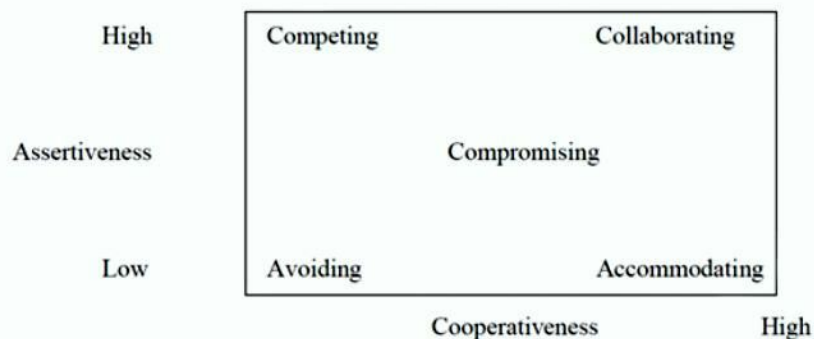 High Competing Collaborating
Assertiveness Compromising
Low Avoiding Accommodating
Cooperativeness High